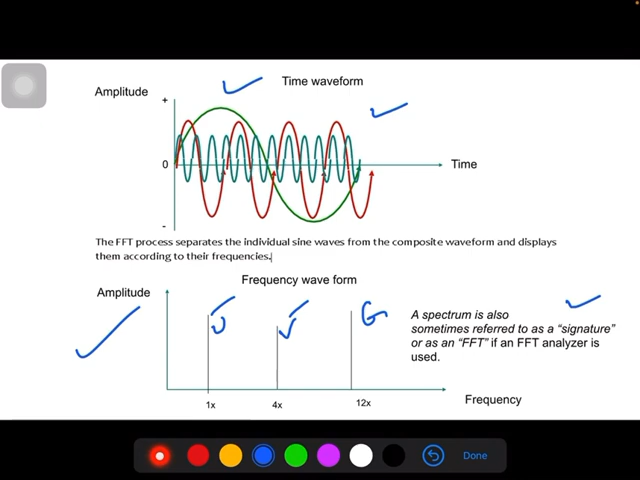 Time waveform
Amplitude
+
0
Time
-
The FFT process separates the individual sine waves from the composite waveform and displays
them according to their frequencies.
Frequency wave form
Amplitude
A spectrum is also
sometimes referred to as a “signature”
or as an “FFT” if an FFT analyzer is
used.
1x
4x
12x
Frequency
Done